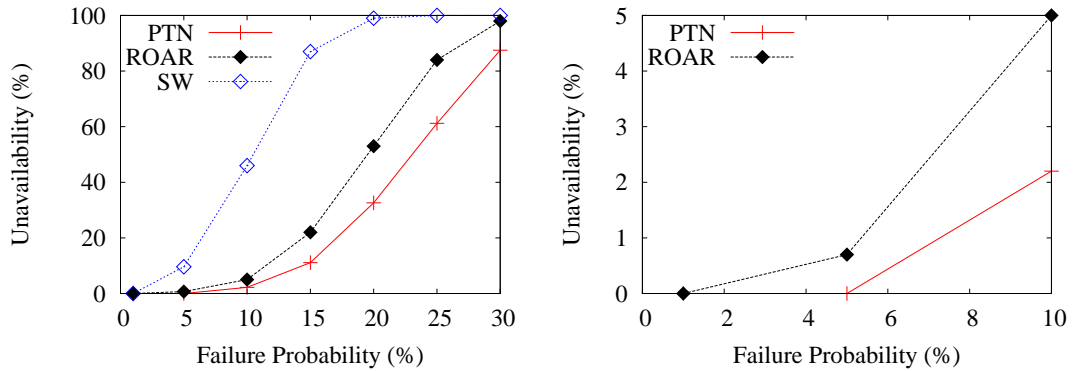 100
80
60
40
20
0
0 5 10 15 20 25 30
Unavailability (%)
Failure Probability (%)
PTN
ROAR
SW
5
4
3
2
1
0
0 2 4 6 8 10
Unavailability (%)
Failure Probability (%)
PTN
ROAR